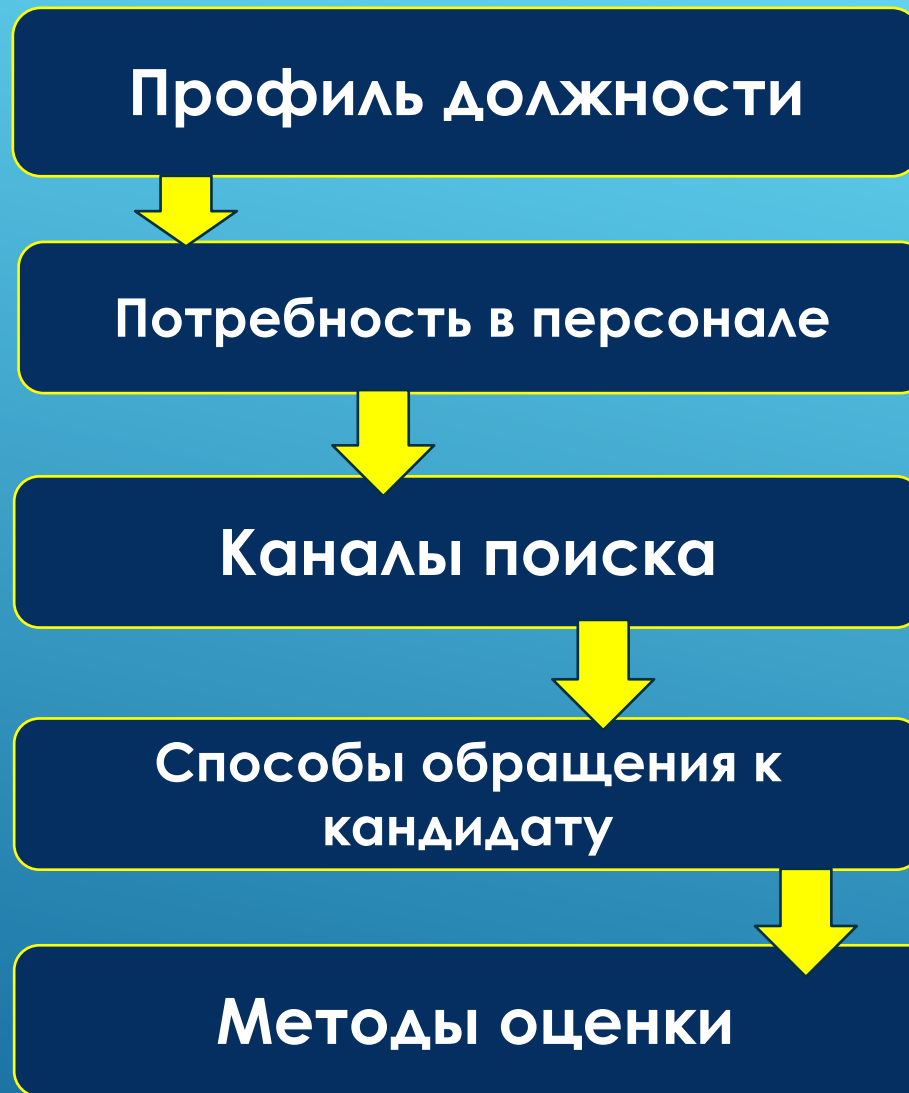 Профиль должности
Потребность в персонале
Каналы поиска
Способы обращения к
кандидату
Методы оценки